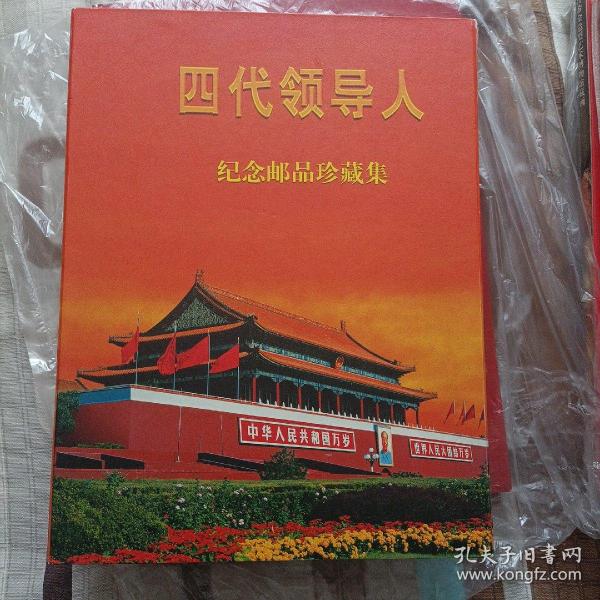 四代领导人
纪念邮品珍藏集
中华人民共和国万岁
世界人民大团结万岁
孔夫子旧书网
www.kongfz.com